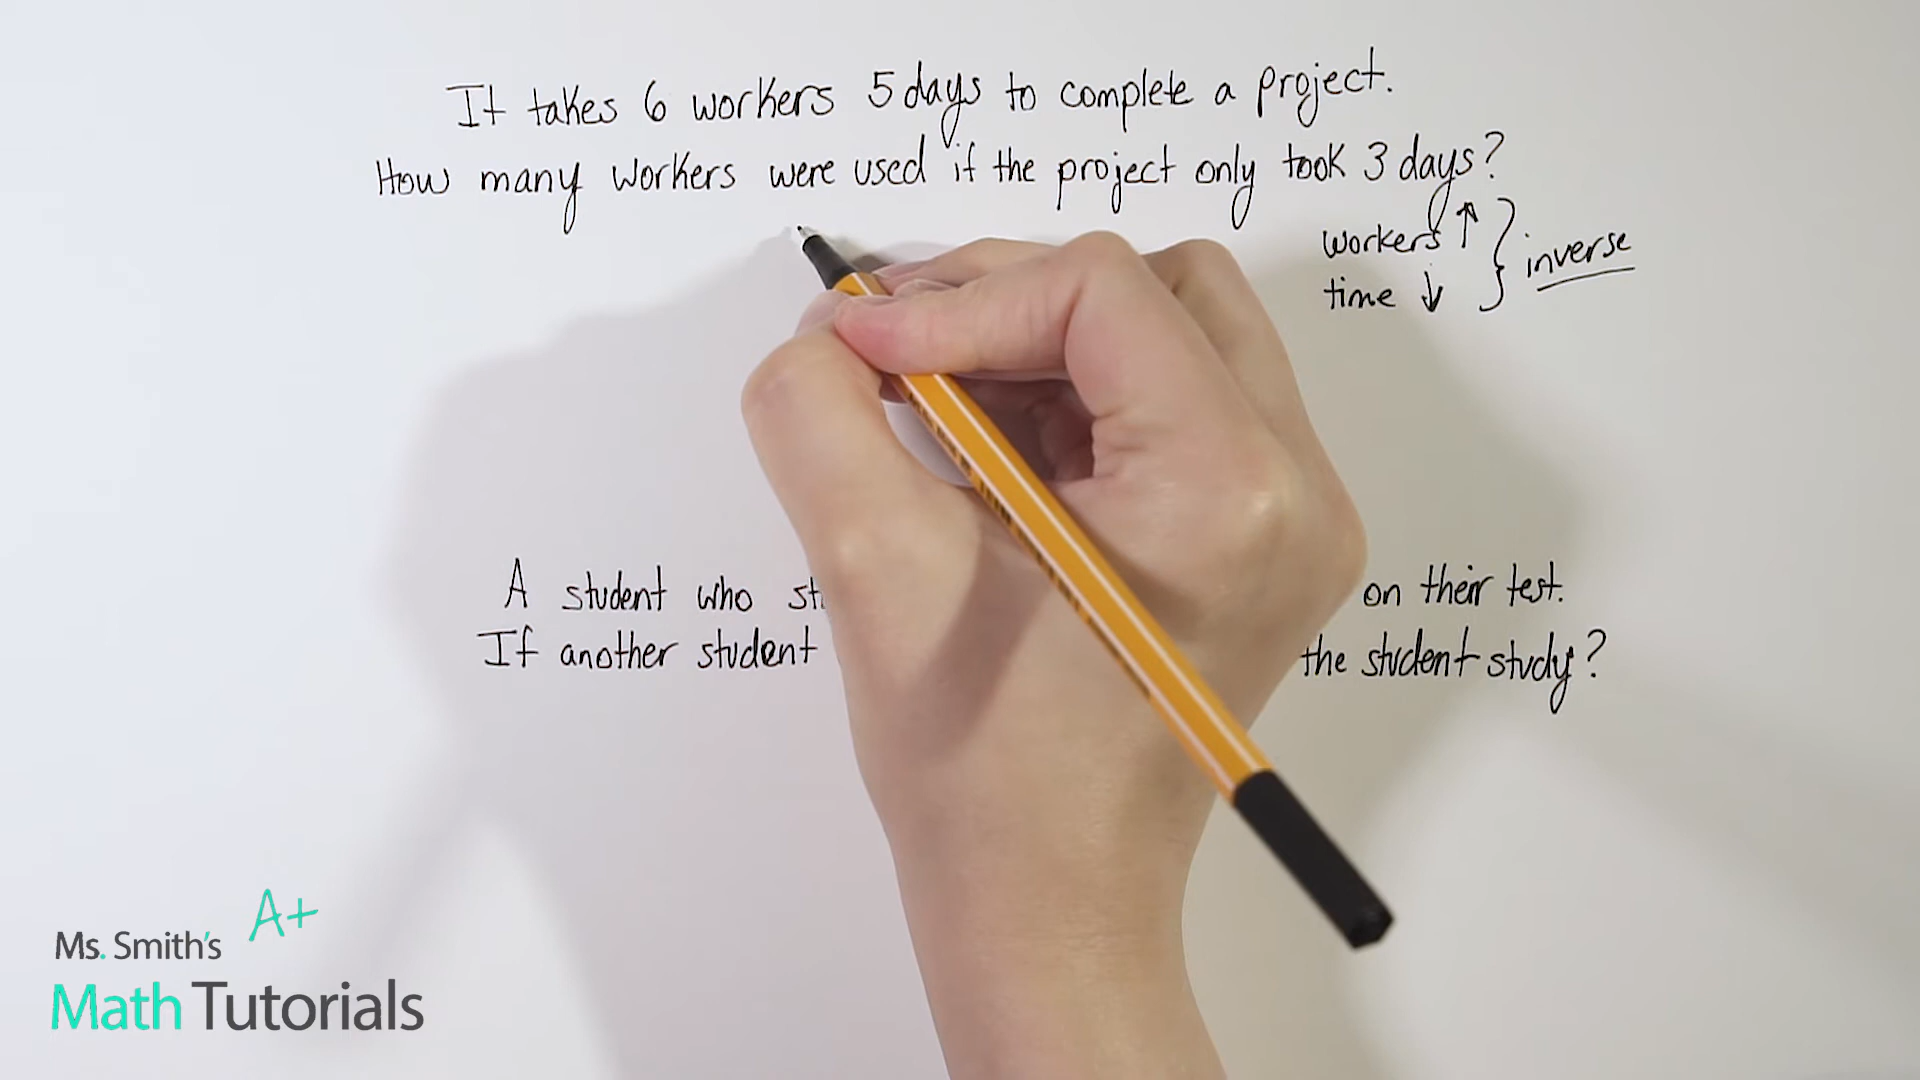 It takes 6 workers 5 days to complete a project.
How many workers were used if the project only took 3 days?
workers ↑ } inverse
time ↓
A student who on their test.
If another student the student study?
A+
Ms. Smith's
Math Tutorials